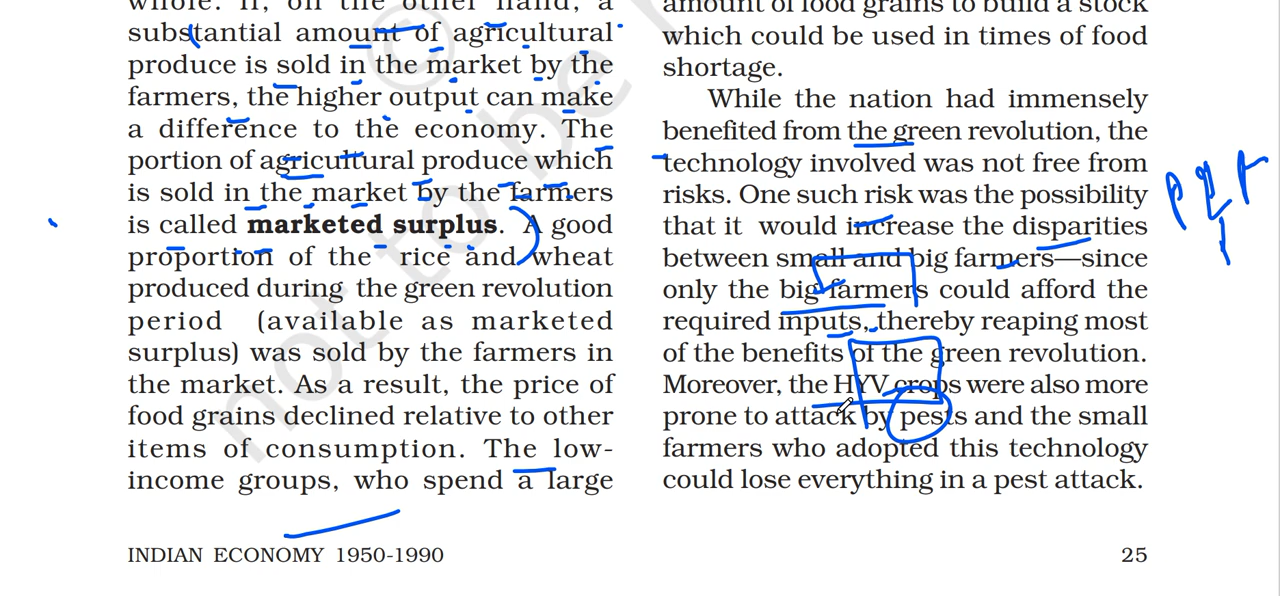 whole. If, on the other hand, a
substantial amount of agricultural
produce is sold in the market by the
farmers, the higher output can make
a difference to the economy. The
portion of agricultural produce which
is sold in the market by the farmers
is called marketed surplus. A good
proportion of the rice and wheat
produced during the green revolution
period (available as marketed
surplus) was sold by the farmers in
the market. As a result, the price of
food grains declined relative to other
items of consumption. The low-
income groups, who spend a large
amount of food grains to build a stock
which could be used in times of food
shortage.
While the nation had immensely
benefited from the green revolution, the
technology involved was not free from
risks. One such risk was the possibility
that it would increase the disparities
between small and big farmers—since
only the big farmers could afford the
required inputs, thereby reaping most
of the benefits of the green revolution.
Moreover, the HYV crops were also more
prone to attack by pests and the small
farmers who adopted this technology
could lose everything in a pest attack.
INDIAN ECONOMY 1950-1990
25
© not to be r